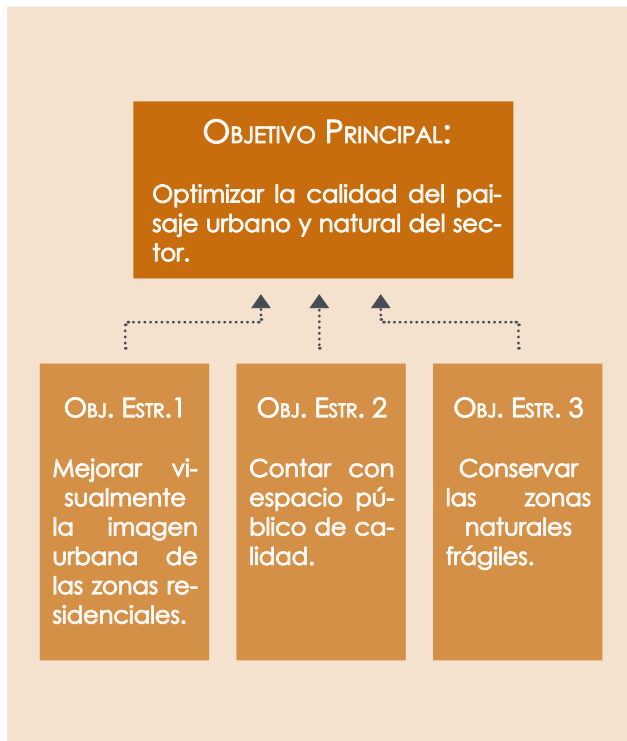 Objetivo Principal:
Optimizar la calidad del pai-
saje urbano y natural del sec-
tor.
Obj. Estr.1
Mejorar vi-
sualmente
la imagen
urbana de
las zonas re-
sidenciales.
Obj. Estr. 2
Contar con
espacio pú-
blico de ca-
lidad.
Obj. Estr. 3
Conservar
las zonas
naturales
frágiles.